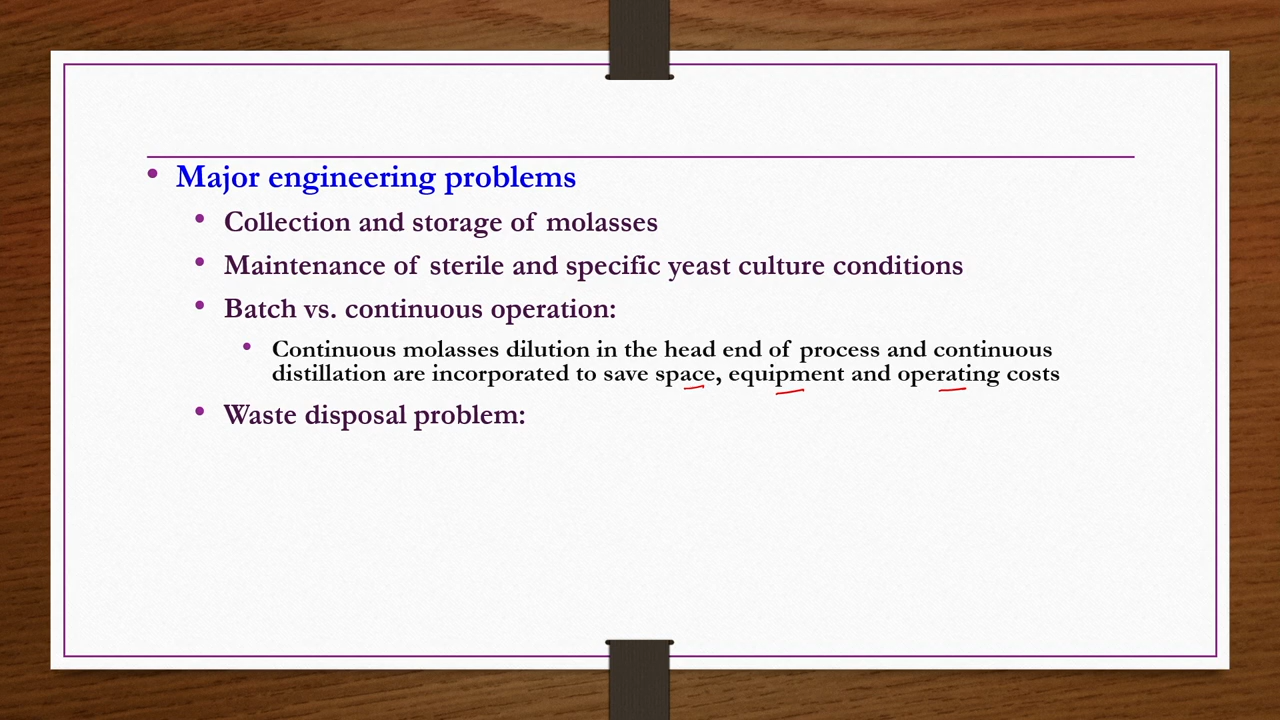 • Major engineering problems
• Collection and storage of molasses
• Maintenance of sterile and specific yeast culture conditions
• Batch vs. continuous operation:
• Continuous molasses dilution in the head end of process and continuous
distillation are incorporated to save space, equipment and operating costs
• Waste disposal problem: